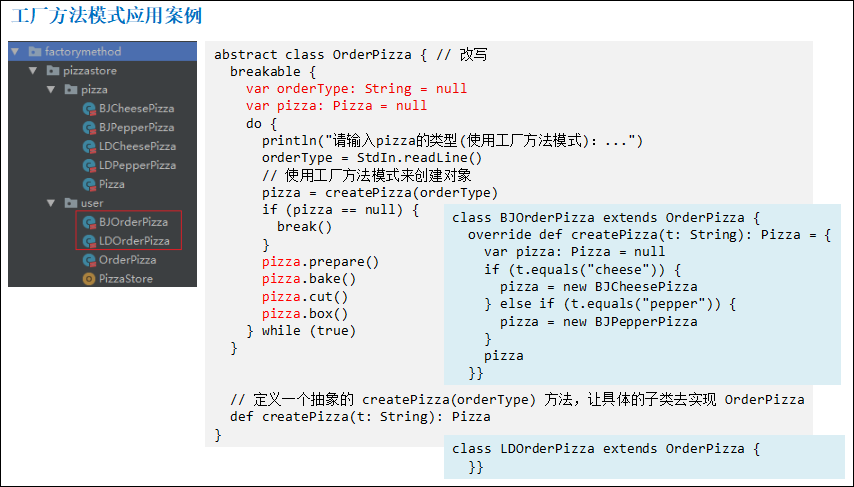 工厂方法模式应用案例
factorymethod
pizzastore
pizza
BJCheesePizza
BJPepperPizza
LDCheesePizza
LDPepperPizza
Pizza
user
BJOrderPizza
LDOrderPizza
OrderPizza
PizzaStore
abstract class OrderPizza { // 改写
breakable {
var orderType: String = null
var pizza: Pizza = null
do {
println("请输入pizza的类型(使用工厂方法模式)：...")
orderType = StdIn.readLine()
// 使用工厂方法模式来创建对象
pizza = createPizza(orderType)
if (pizza == null) {
break()
}
pizza.prepare()
pizza.bake()
pizza.cut()
pizza.box()
} while (true)
}
// 定义一个抽象的 createPizza(orderType) 方法，让具体的子类去实现 OrderPizza
def createPizza(t: String): Pizza
}
class BJOrderPizza extends OrderPizza {
override def createPizza(t: String): Pizza = {
var pizza: Pizza = null
if (t.equals("cheese")) {
pizza = new BJCheesePizza
} else if (t.equals("pepper")) {
pizza = new BJPepperPizza
}
pizza
}}
class LDOrderPizza extends OrderPizza {
}}